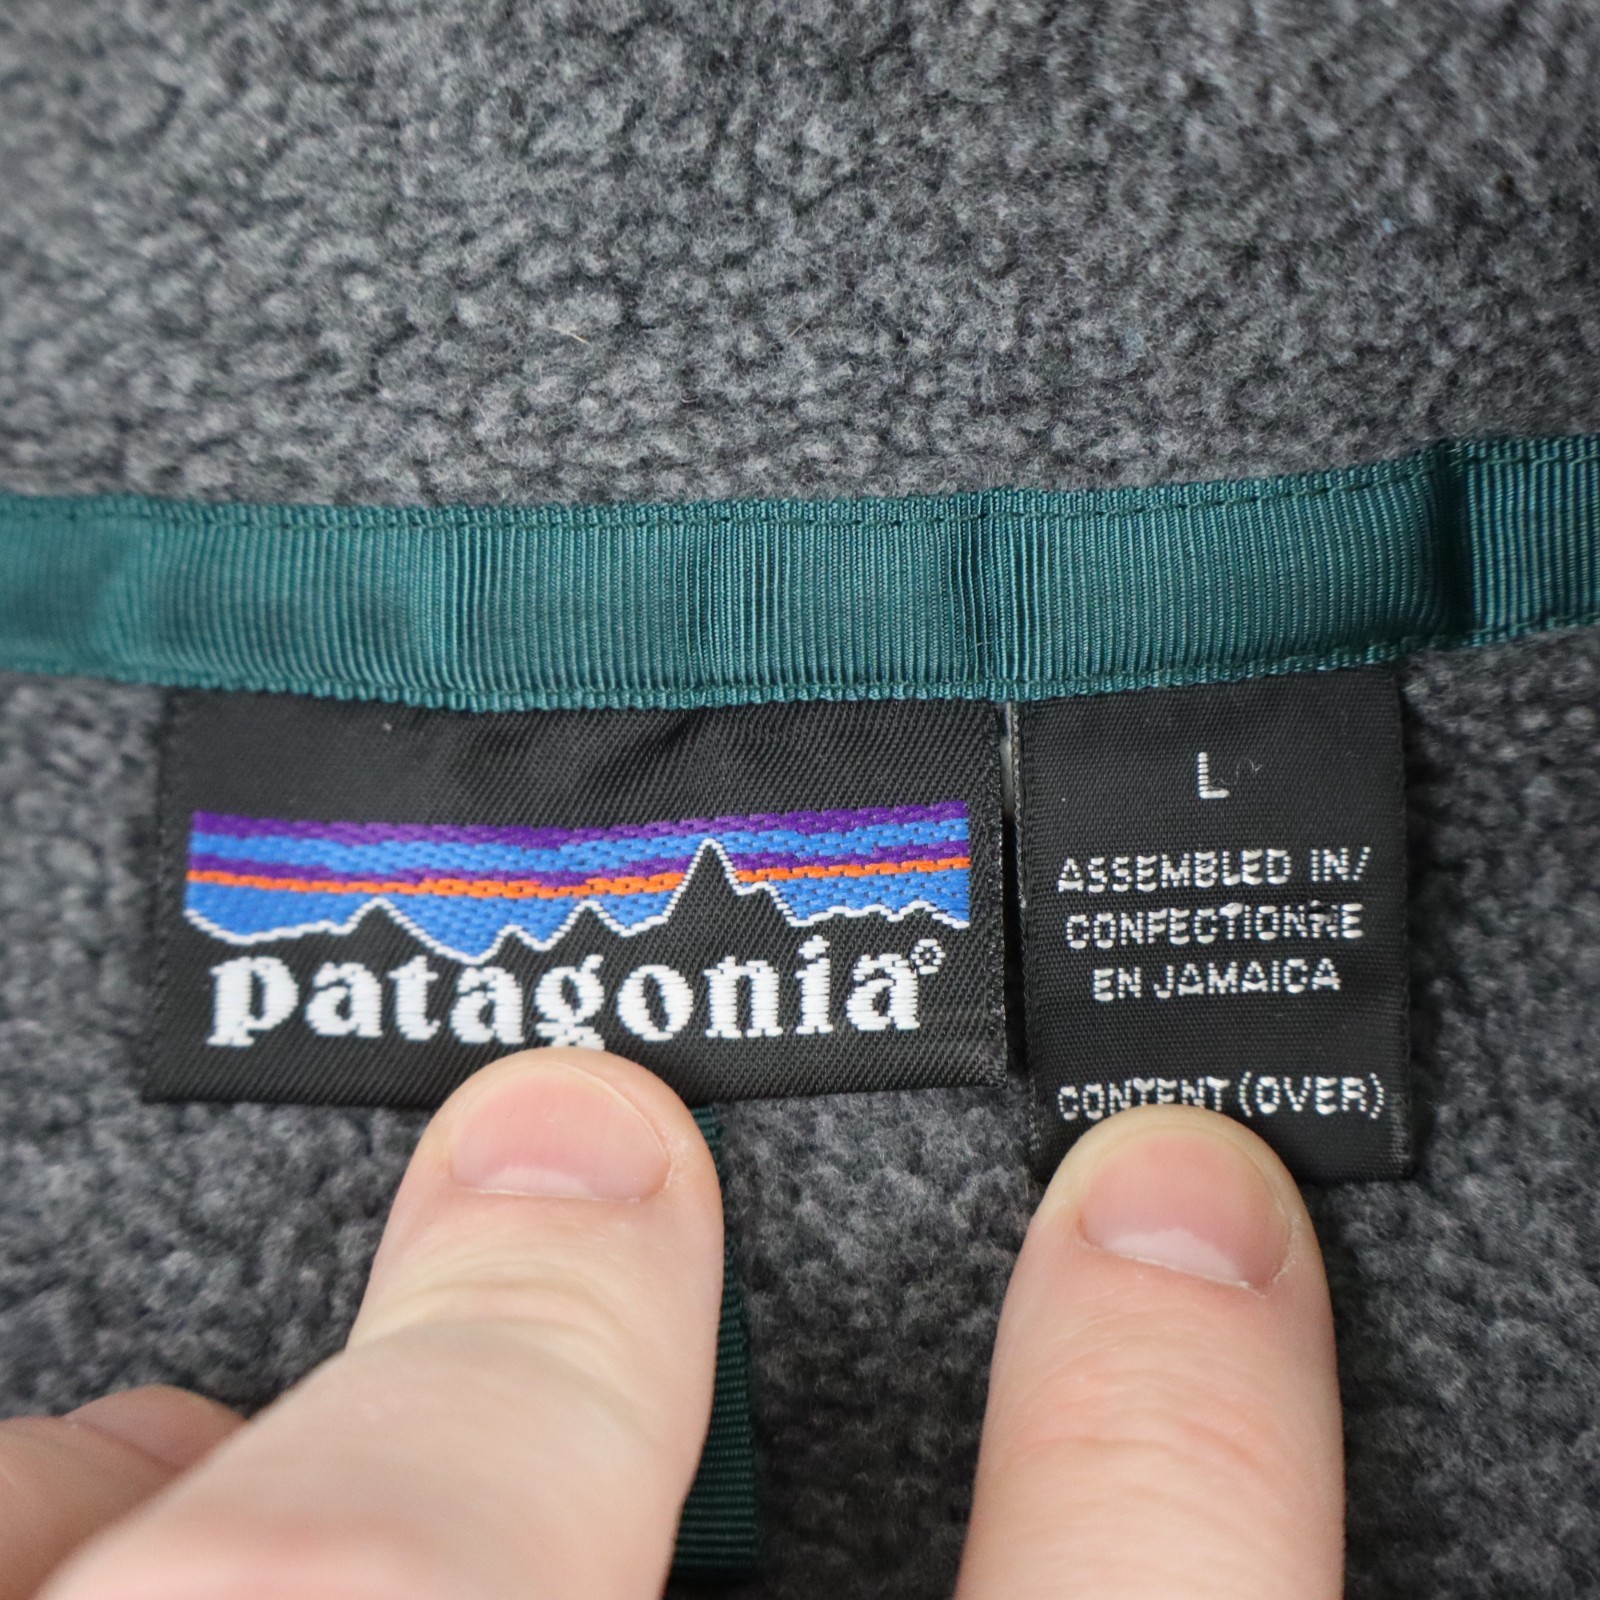 patagonia®
L
ASSEMBLED IN/
CONFECTIONNE
EN JAMAICA
CONTENT (OVER)